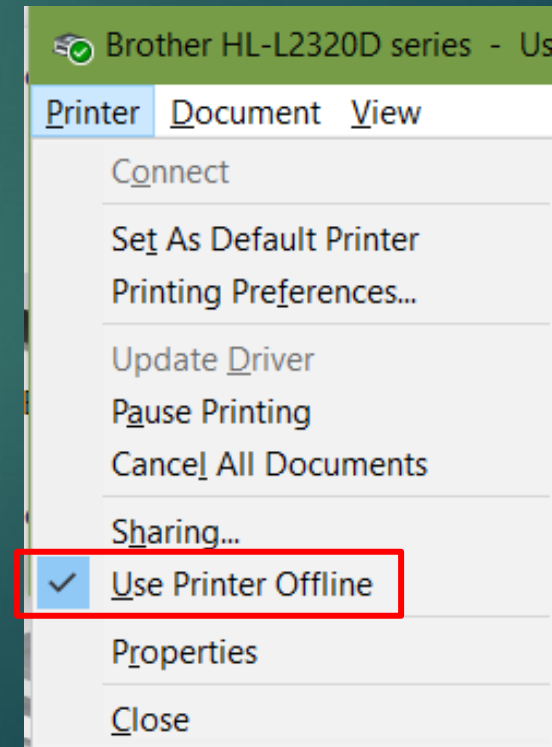 Brother HL-L2320D series - Us
Printer Document View
Connect
Set As Default Printer
Printing Preferences...
Update Driver
Pause Printing
Cancel All Documents
Sharing...
Use Printer Offline
Properties
Close